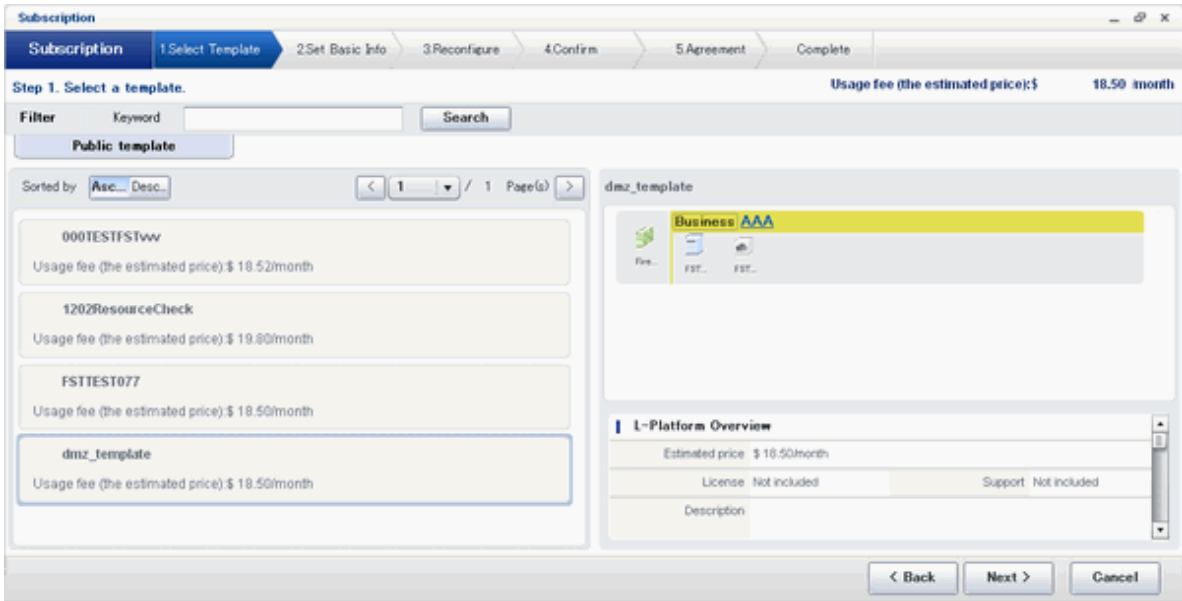 Subscription
Subscription 1.Select Template 2.Set Basic Info 3.Reconfigure 4.Confirm 5.Agreement Complete
Step 1. Select a template. Usage fee (the estimated price):$ 18.50 /month
Filter Keyword Search
Public template
Sorted by Asc... Desc.. < 1 / 1 Page(s) >
000TESTFSTvvv
Usage fee (the estimated price):$ 18.52/month
1202ResourceCheck
Usage fee (the estimated price):$ 19.80/month
FSTTEST077
Usage fee (the estimated price):$ 18.50/month
dmz_template
Usage fee (the estimated price):$ 18.50/month
dmz_template
Business AAA
Fire... FST... FST...
L-Platform Overview
Estimated price $ 18.50/month
License Not included Support Not included
Description
< Back Next > Cancel